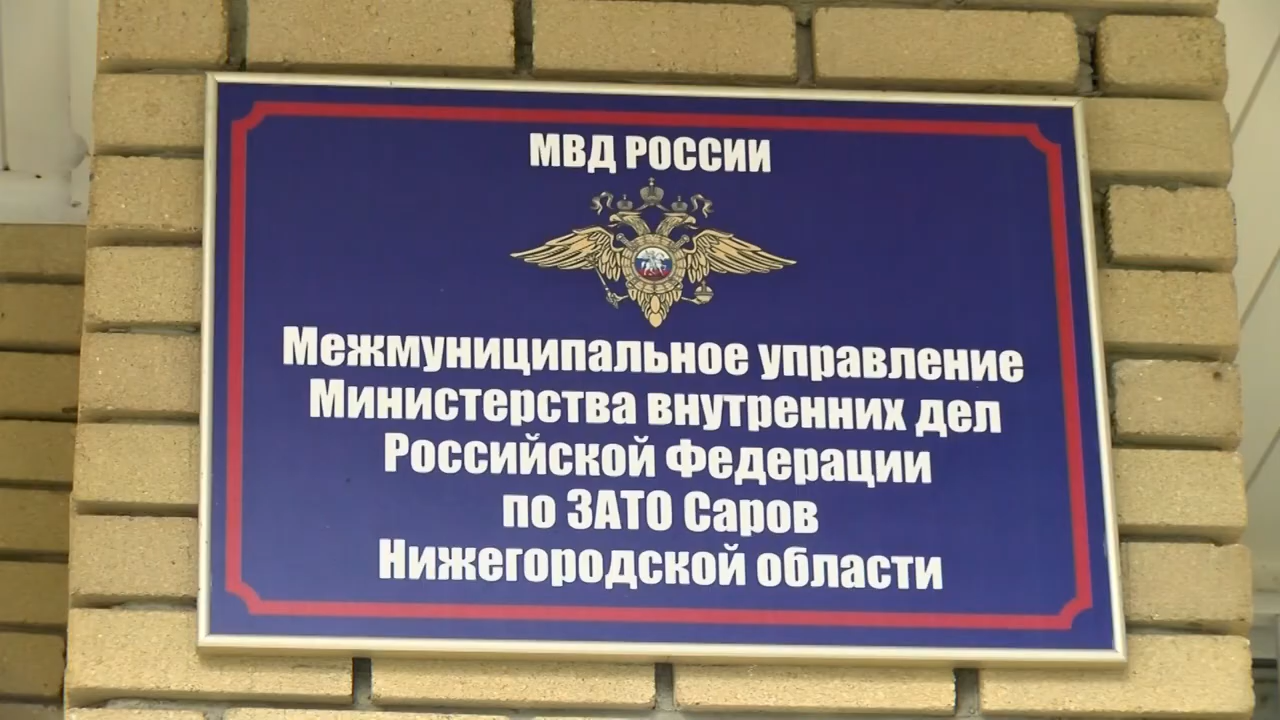 МВД РОССИИ
Межмуниципальное управление
Министерства внутренних дел
Российской Федерации
по ЗАТО Саров
Нижегородской области